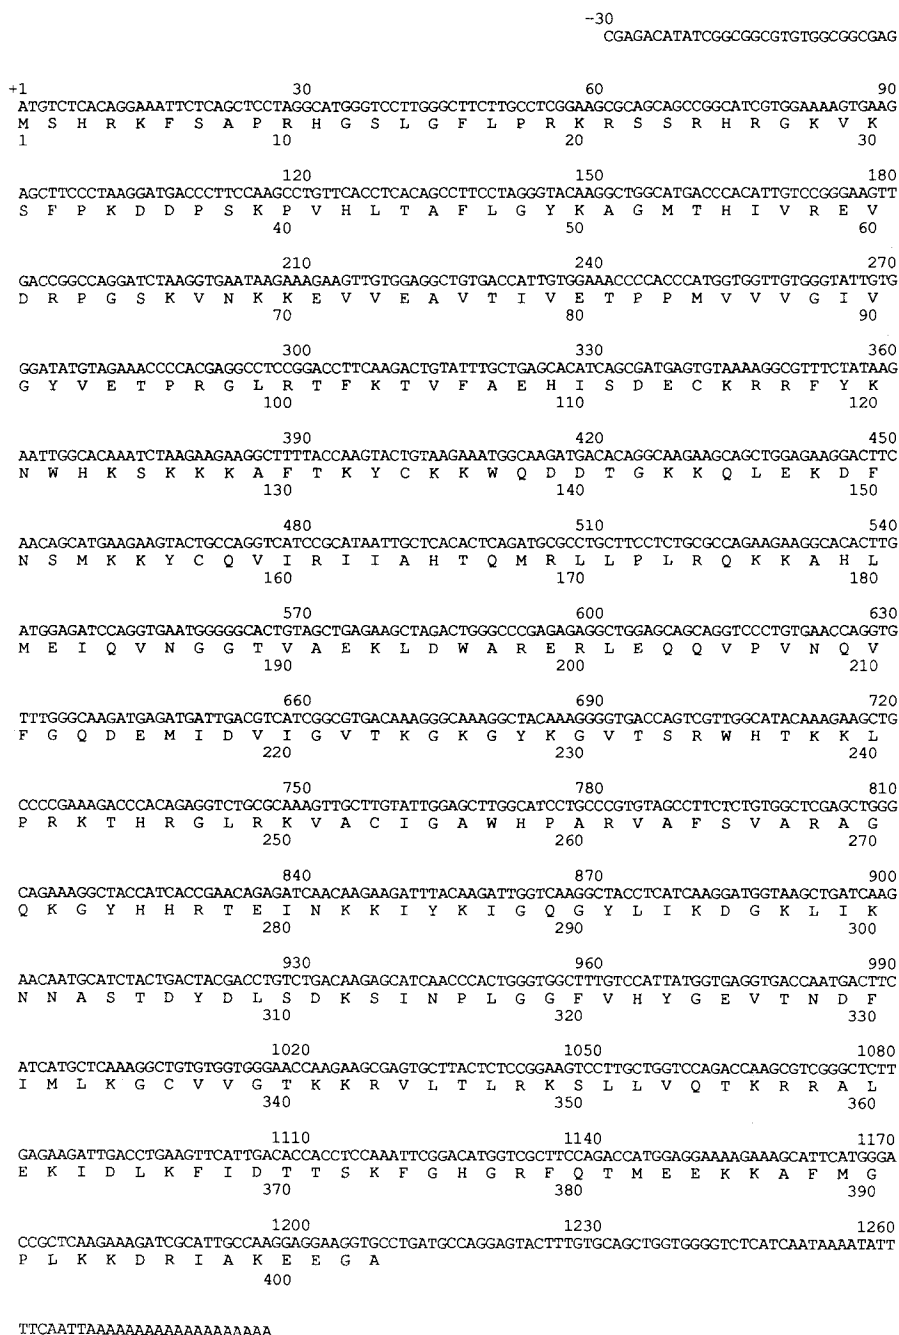 -30
CGAGACATATCGGCGGCGTGTGGCGGCGAG
+1 30 60 90
ATGTCTCACAGGAAATTCTCAGCTCCTAGGCATGGGTCCTTGGGCTTCTTGCCTCGGAAGCGCAGCAGCCGGCATCGTGGAAAAGTGAAG
M S H R K F S A P R H G S L G F L P R K R S S R H R G K V K
1 10 20 30
120 150 180
AGCTTCCCTAAGGATGACCCTTCCAAGCCTGTTCACCTCACAGCCTTCCTAGGGTACAAGGCTGGCATGACCCACATTGTCCGGGAAGTT
S F P K D D P S K P V H L T A F L G Y K A G M T H I V R E V
40 50 60
210 240 270
GACCGGCCAGGATCTAAGGTGAATAAGAAAGAAGTTGTGGAGGCTGTGACCATTGTGGAAACCCCACCCATGGTGGTTGTGGGTATTGTG
D R P G S K V N K K E V V E A V T I V E T P P M V V V G I V
70 80 90
300 330 360
GGATATGTAGAAACCCCACGAGGCCTCCGGACCTTCAAGACTGTATTTGCTGAGCACATCAGCGATGAGTGTAAAAGGCGTTTCTATAAG
G Y V E T P R G L R T F K T V F A E H I S D E C K R R F Y K
100 110 120
390 420 450
AATTGGCACAAATCTAAGAAGAAGGCTTTTACCAAGTACTGTAAGAAATGGCAAGATGACACAGGCAAGAAGCAGCTGGAGAAGGACTTC
N W H K S K K K A F T K Y C K K W Q D D T G K K Q L E K D F
130 140 150
480 510 540
AACAGCATGAAGAAGTACTGCCAGGTCATCCGCATAATTGCTCACACTCAGATGCGCCTGCTTCCTCTGCGCCAGAAGAAGGCACACTTG
N S M K K Y C Q V I R I I A H T Q M R L L P L R Q K K A H L
160 170 180
570 600 630
ATGGAGATCCAGGTGAATGGGGGCACTGTAGCTGAGAAGCTAGACTGGGCCCGAGAGAGGCTGGAGCAGCAGGTCCCTGTGAACCAGGTG
M E I Q V N G G T V A E K L D W A R E R L E Q Q V P V N Q V
190 200 210
660 690 720
TTTGGGCAAGATGAGATGATTGACGTCATCGGCGTGACAAAGGGCAAAGGCTACAAAGGGGTGACCAGTCGTTGGCATACAAAGAAGCTG
F G Q D E M I D V I G V T K G K G Y K G V T S R W H T K K L
220 230 240
750 780 810
CCCCGAAAGACCCACAGAGGTCTGCGCAAAGTTGCTTGTATTGGAGCTTGGCATCCTGCCCGTGTAGCCTTCTCTGTGGCTCGAGCTGGG
P R K T H R G L R K V A C I G A W H P A R V A F S V A R A G
250 260 270
840 870 900
CAGAAAGGCTACCATCACCGAACAGAGATCAACAAGAAGATTTACAAGATTGGTCAAGGCTACCTCATCAAGGATGGTAAGCTGATCAAG
Q K G Y H H R T E I N K K I Y K I G Q G Y L I K D G K L I K
280 290 300
930 960 990
AACAATGCATCTACTGACTACGACCTGTCTGACAAGAGCATCAACCCACTGGGTGGCTTTGTCCATTATGGTGAGGTGACCAATGACTTC
N N A S T D Y D L S D K S I N P L G G F V H Y G E V T N D F
310 320 330
1020 1050 1080
ATCATGCTCAAAGGCTGTGTGGTGGGAACCAAGAAGCGAGTGCTTACTCTCCGGAAGTCCTTGCTGGTCCAGACCAAGCGTCGGGCTCTT
I M L K G C V V G T K K R V L T L R K S L L V Q T K R R A L
340 350 360
1110 1140 1170
GAGAAGATTGACCTGAAGTTCATTGACACCACCTCCAAATTCGGACATGGTCGCTTCCAGACCATGGAGGAAAAGAAAGCATTCATGGGA
E K I D L K F I D T T S K F G H G R F Q T M E E K K A F M G
370 380 390
1200 1230 1260
CCGCTCAAGAAAGATCGCATTGCCAAGGAGGAAGGTGCCTGATGCCAGGAGTACTTTGTGCAGCTGGTGGGGTCTCATCAATAAAATATT
P L K K D R I A K E E G A
400
TTCAATTAAAAAAAAAAAAAAAAAAA